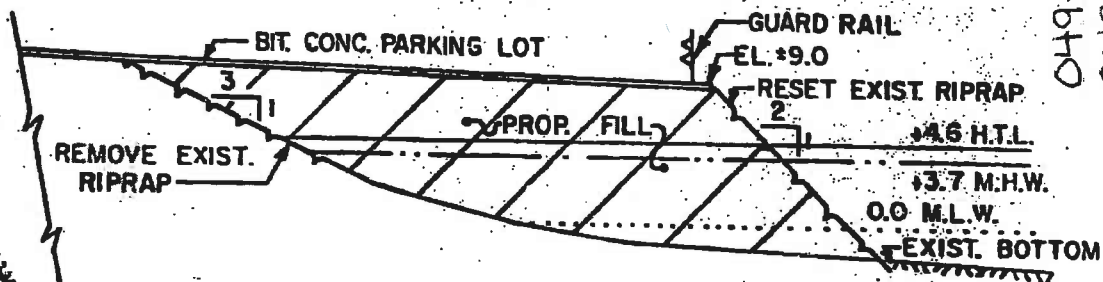 GUARD RAIL
BIT. CONC. PARKING LOT
EL. +9.0
RESET EXIST. RIPRAP
3
1
2
1
PROP. FILL
+4.6 H.T.L.
REMOVE EXIST.
RIPRAP
+3.7 M.H.W.
0.0 M.L.W.
EXIST. BOTTOM